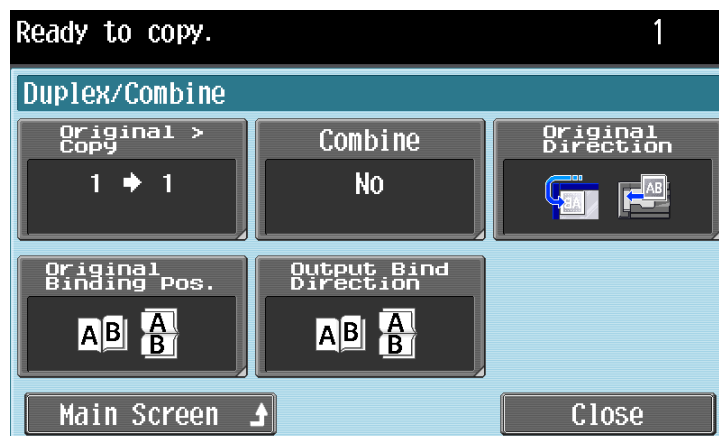 Ready to copy. 1
Duplex/Combine
Original >
Copy
1 → 1
Combine
No
Original
Direction
AB AB
Original
Binding Pos.
A B A B
Output Bind
Direction
A B A B
Main Screen
Close